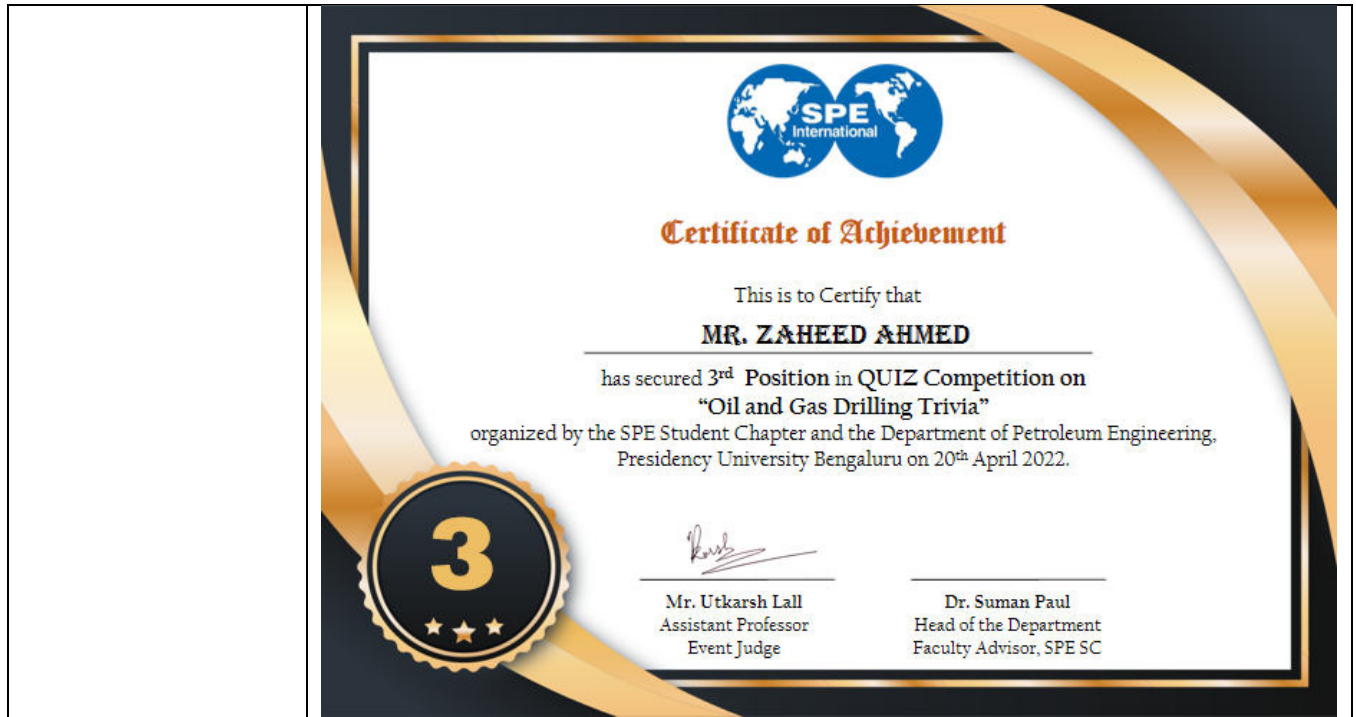 SPE
International
Certificate of Achievement
This is to Certify that
MR. ZAHEED AHMED
has secured 3rd Position in QUIZ Competition on
“Oil and Gas Drilling Trivia”
organized by the SPE Student Chapter and the Department of Petroleum Engineering,
Presidency University Bengaluru on 20th April 2022.
3
Mr. Utkarsh Lall
Assistant Professor
Event Judge
Dr. Suman Paul
Head of the Department
Faculty Advisor, SPE SC